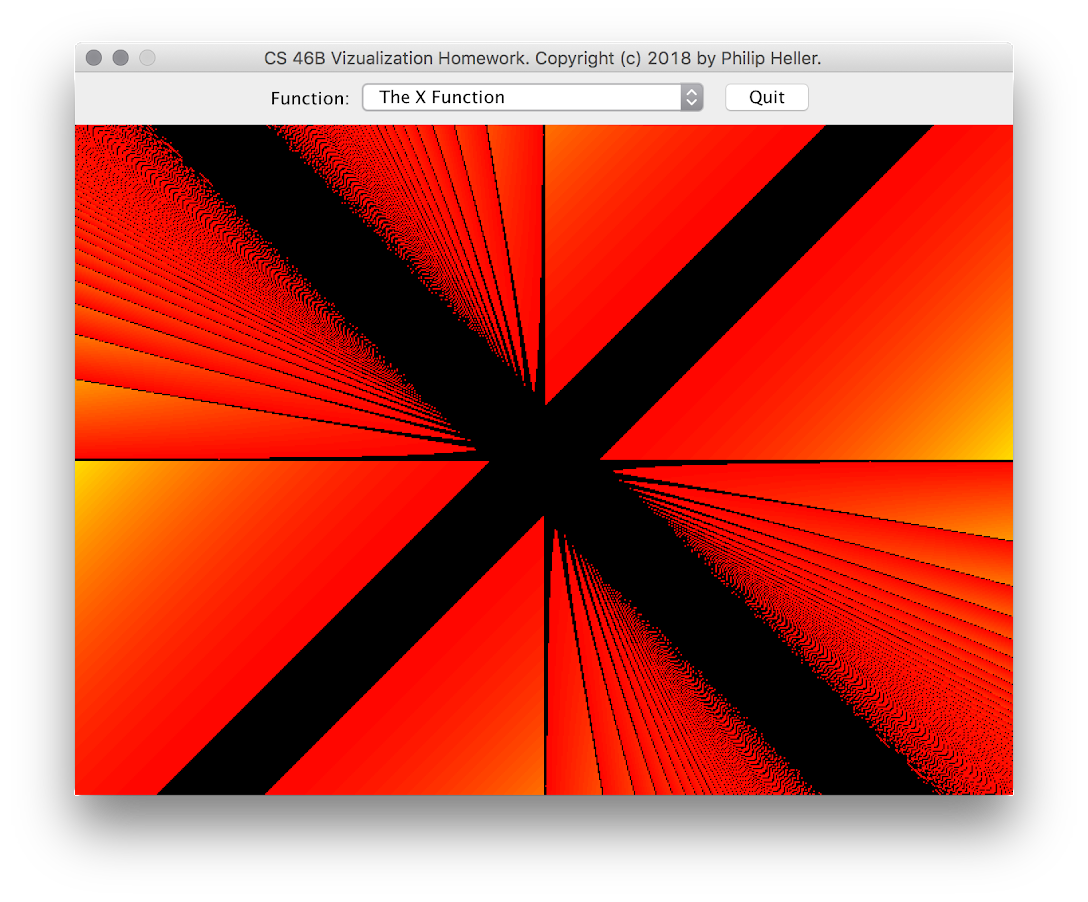 CS 46B Vizualization Homework. Copyright (c) 2018 by Philip Heller.
Function: The X Function Quit